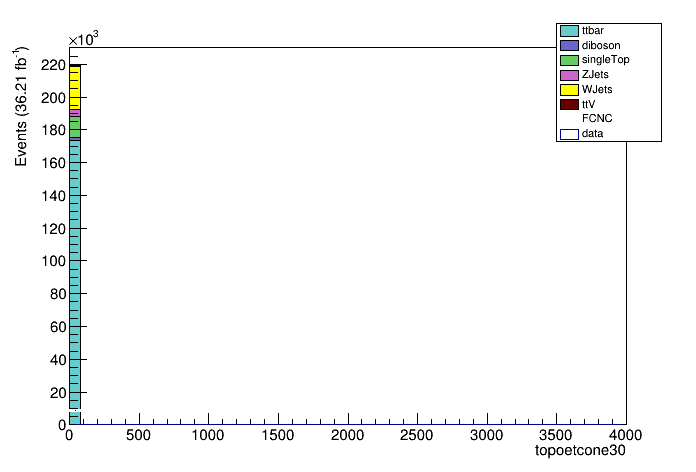 ×10³
Events (36.21 fb⁻¹)
220
200
180
160
140
120
100
80
60
40
20
0
0 500 1000 1500 2000 2500 3000 3500 4000
topoetcone30
ttbar
diboson
singleTop
ZJets
WJets
ttV
FCNC
data